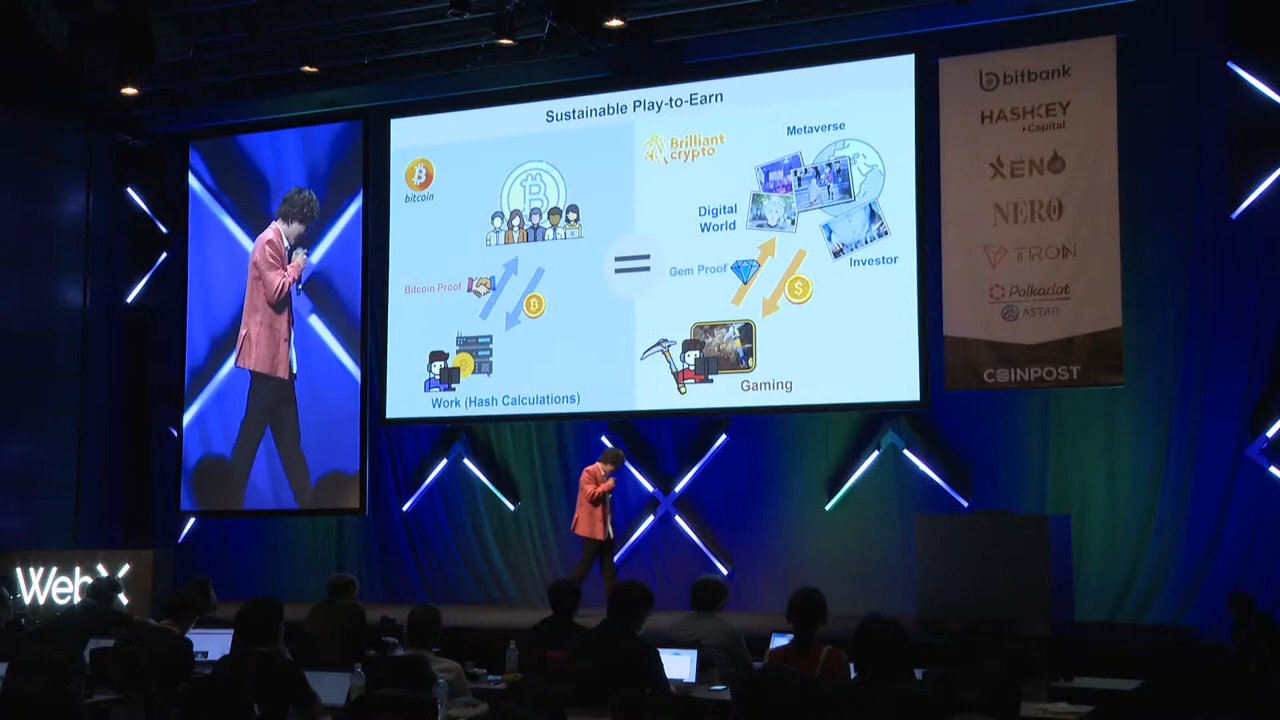 Sustainable Play-to-Earn
bitcoin
Bitcoin Proof
Work (Hash Calculations)
Brilliant
crypto
Metaverse
Digital
World
Investor
Gem Proof
Gaming
bitbank
HASHKEY
Capital
XENO
NERO
TRON
Polkadot
ASTAR
COINPOST
WebX